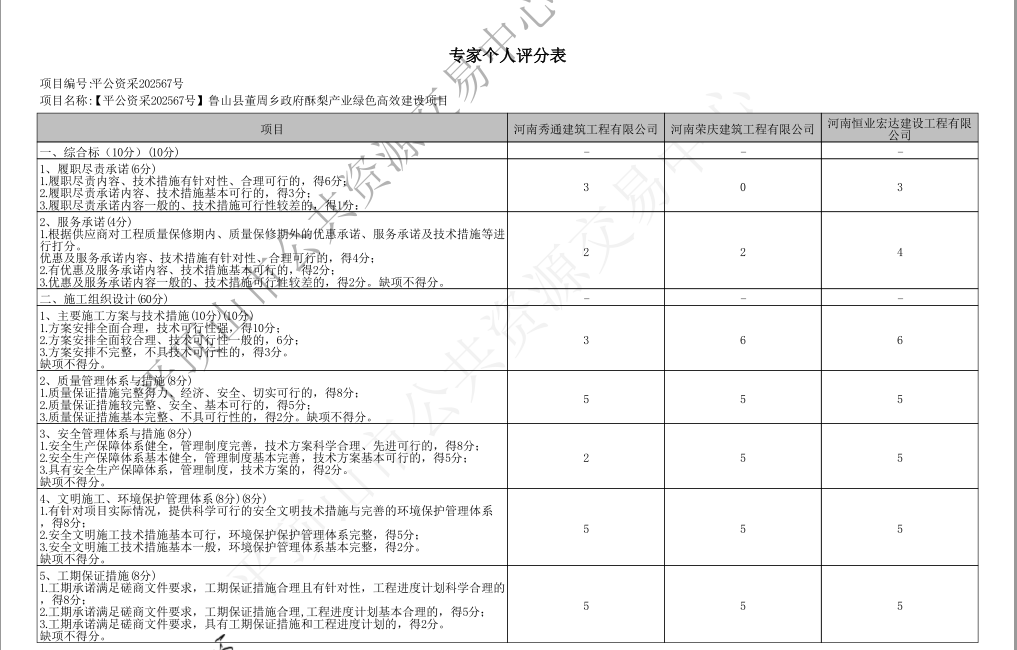 专家个人评分表
项目编号:平公资采202567号
项目名称:【平公资采202567号】鲁山县董周乡政府酥梨产业绿色高效建设项目
项目 河南秀通建筑工程有限公司 河南荣庆建筑工程有限公司 河南恒业宏达建设工程有限公司
一、综合标（10分）(10分) - - -
1、履职尽责承诺(6分)
1.履职尽责内容、技术措施有针对性、合理可行的，得6分；
2.履职尽责承诺内容、技术措施基本可行的，得3分；
3.履职尽责承诺内容一般的、技术措施可行性较差的，得1分；
3 0 3
2、服务承诺(4分)
1.根据供应商对工程质量保修期内、质量保修期外的优惠承诺、服务承诺及技术措施等进
行打分。
优惠及服务承诺内容、技术措施有针对性、合理可行的，得4分；
2.有优惠及服务承诺内容、技术措施基本可行的，得2分；
3.优惠及服务承诺内容一般的、技术措施可行性较差的，得2分。缺项不得分。
2 2 4
二、施工组织设计(60分) - - -
1、主要施工方案与技术措施(10分)(10分)
1.方案安排全面合理，技术可行性强，得10分；
2.方案安排全面较合理、技术可行性一般的，6分；
3.方案安排不完整，不具技术可行性的，得3分。
缺项不得分。
3 6 6
2、质量管理体系与措施(8分)
1.质量保证措施完整得力、经济、安全、切实可行的，得8分；
2.质量保证措施较完整、安全、基本可行的，得5分；
3.质量保证措施基本完整、不具可行性的，得2分。缺项不得分。
5 5 5
3、安全管理体系与措施(8分)
1.安全生产保障体系健全，管理制度完善，技术方案科学合理、先进可行的，得8分；
2.安全生产保障体系基本健全，管理制度基本完善，技术方案基本可行的，得5分；
3.具有安全生产保障体系，管理制度，技术方案的，得2分。
缺项不得分。
2 5 5
4、文明施工、环境保护管理体系(8分)(8分)
1.有针对项目实际情况，提供科学可行的安全文明技术措施与完善的环境保护管理体系
，得8分；
2.安全文明施工技术措施基本可行，环境保护保护管理体系完整，得5分；
3.安全文明施工技术措施基本一般，环境保护管理体系基本完整，得2分。
缺项不得分。
5 5 5
5、工期保证措施(8分)
1.工期承诺满足磋商文件要求，工期保证措施合理且有针对性，工程进度计划科学合理的
，得8分；
2.工期承诺满足磋商文件要求，工期保证措施合理,工程进度计划基本合理的，得5分；
3.工期承诺满足磋商文件要求，具有工期保证措施和工程进度计划的，得2分。
缺项不得分。
5 5 5
平顶山市公共资源交易中心
平顶山市公共资源交易中心